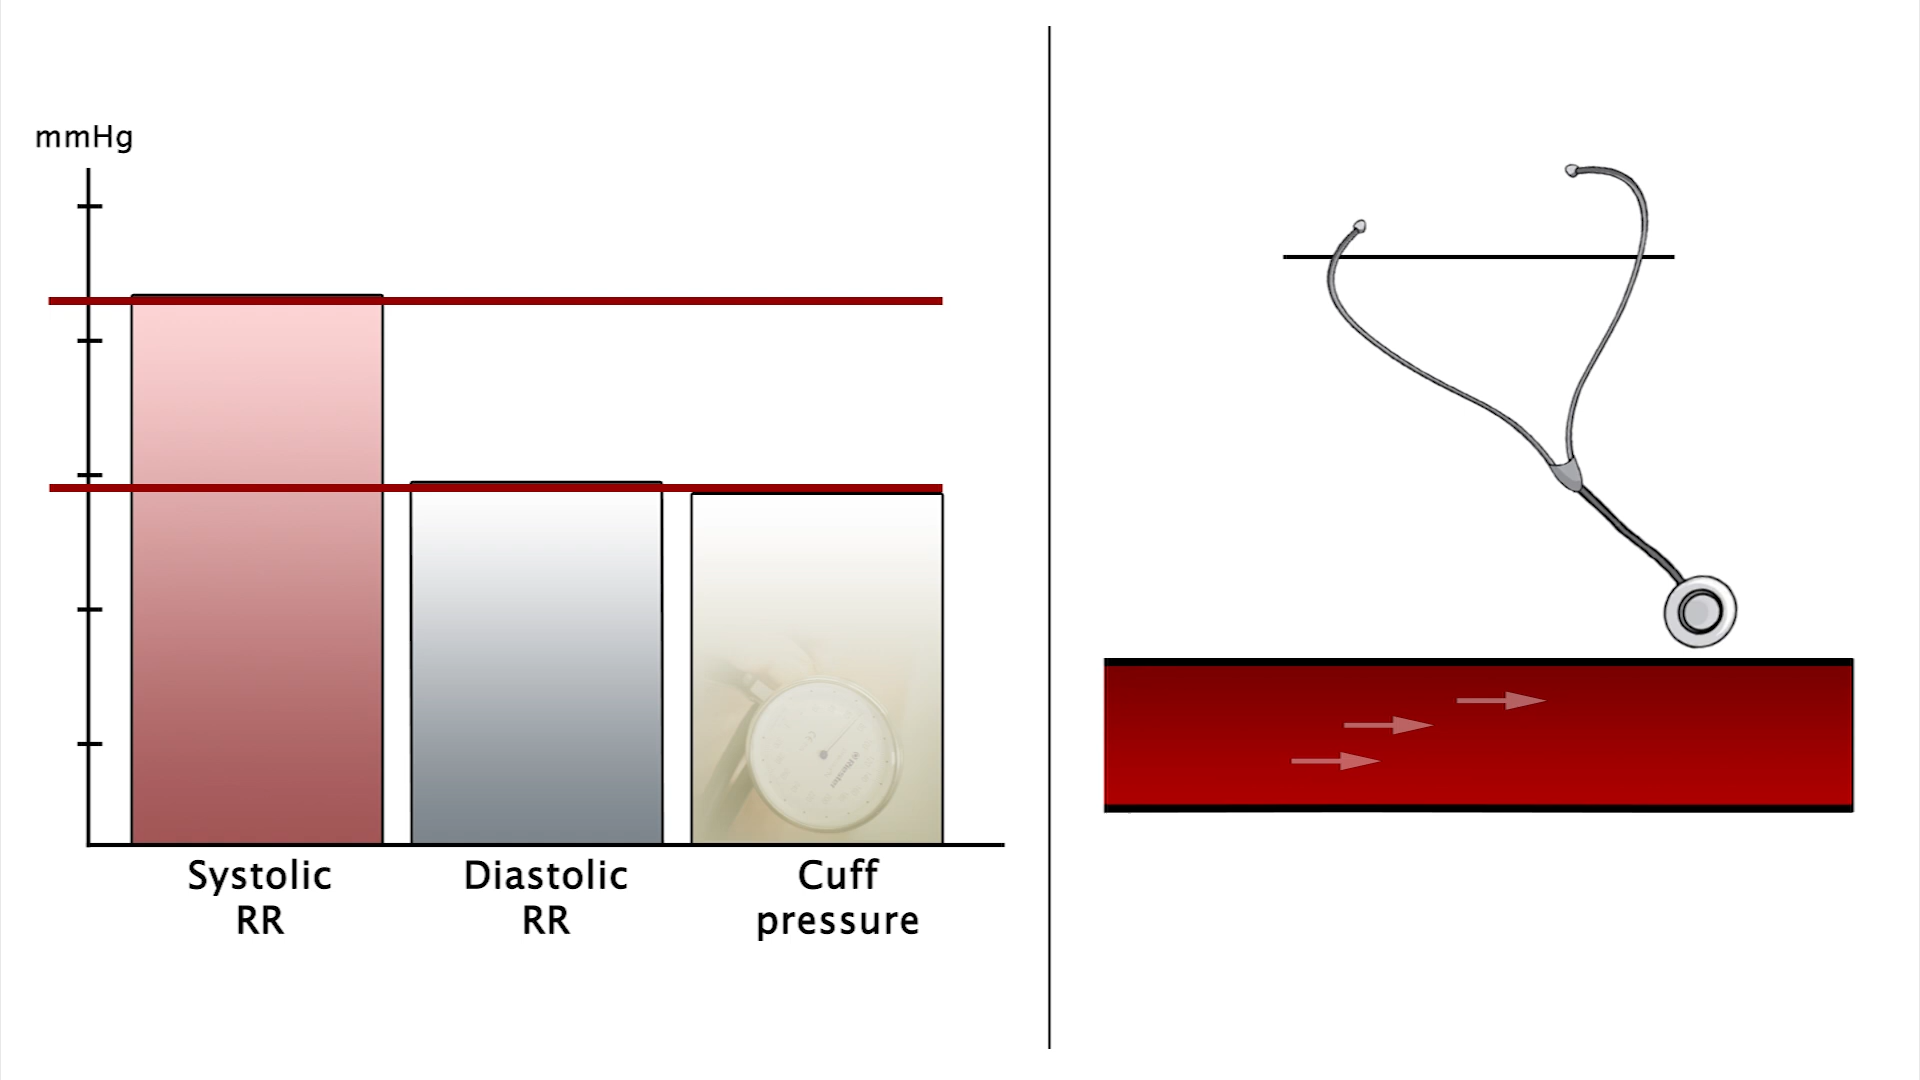 mmHg
Systolic
RR
Diastolic
RR
Cuff
pressure